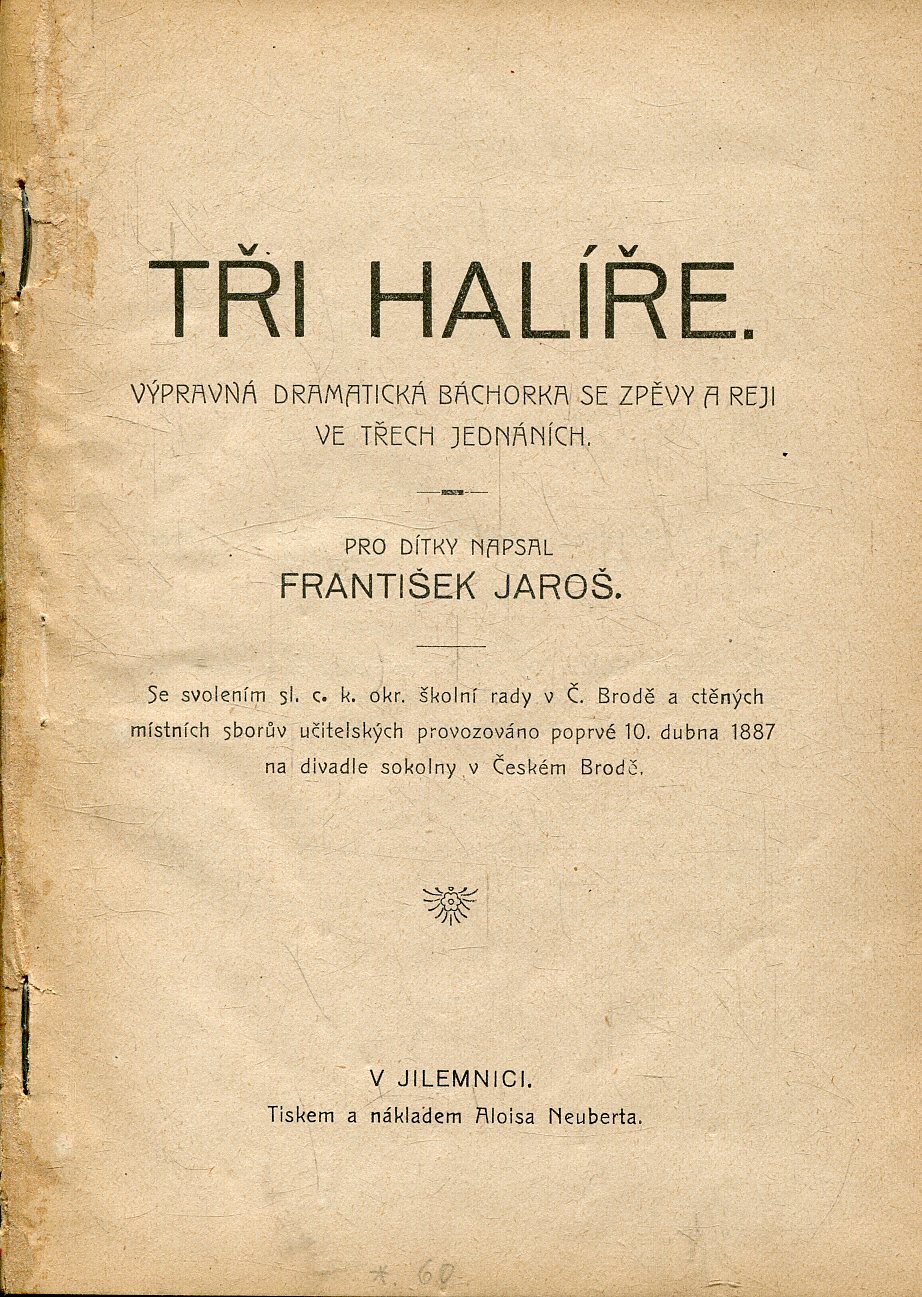 TŘI HALÍŘE.
VÝPRAVNÁ DRAMATICKÁ BÁCHORKA SE ZPĚVY A REJI
VE TŘECH JEDNÁNÍCH.
PRO DÍTKY NAPSAL
FRANTIŠEK JAROŠ.
Se svolením sl. c. k. okr. školní rady v Č. Brodě a ctěných
místních sborův učitelských provozováno poprvé 10. dubna 1887
na divadle sokolny v Českém Brodě.
V JILEMNICI.
Tiskem a nákladem Aloisa Neuberta.
*. 60